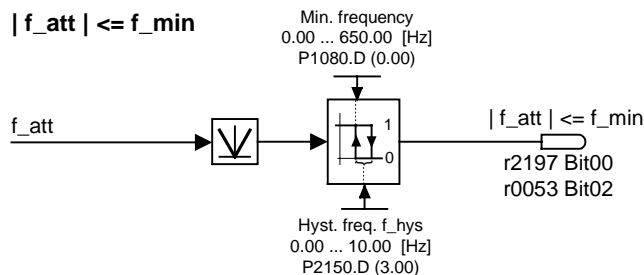 | f_att | <= f_min
Min. frequency
0.00 ... 650.00 [Hz]
P1080.D (0.00)
f_att
1
0
| f_att | <= f_min
r2197 Bit00
r0053 Bit02
Hyst. freq. f_hys
0.00 ... 10.00 [Hz]
P2150.D (3.00)